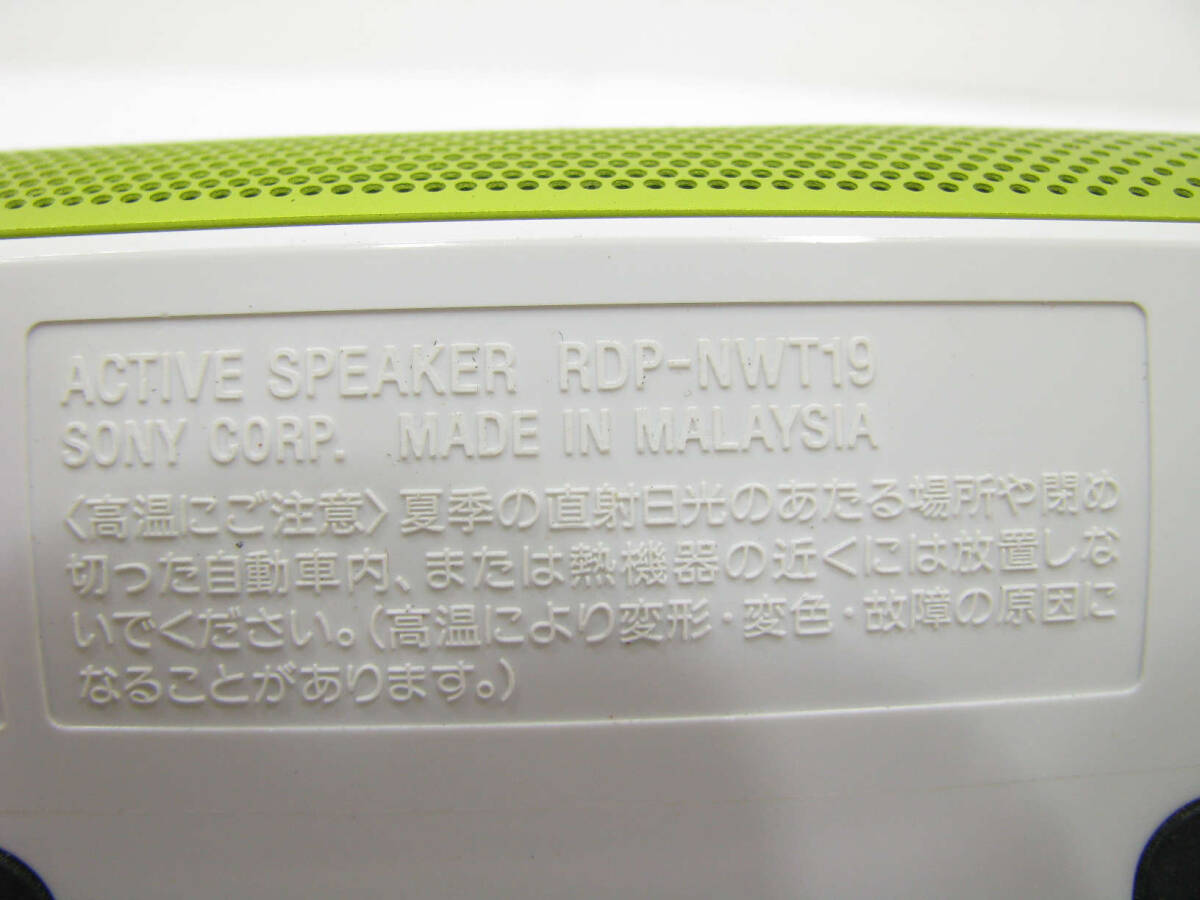 ACTIVE SPEAKER RDP-NWT19
SONY CORP. MADE IN MALAYSIA
〈高温にご注意〉夏季の直射日光のあたる場所や閉め
切った自動車内、または熱機器の近くには放置しな
いでください。(高温により変形・変色・故障の原因に
なることがあります。)